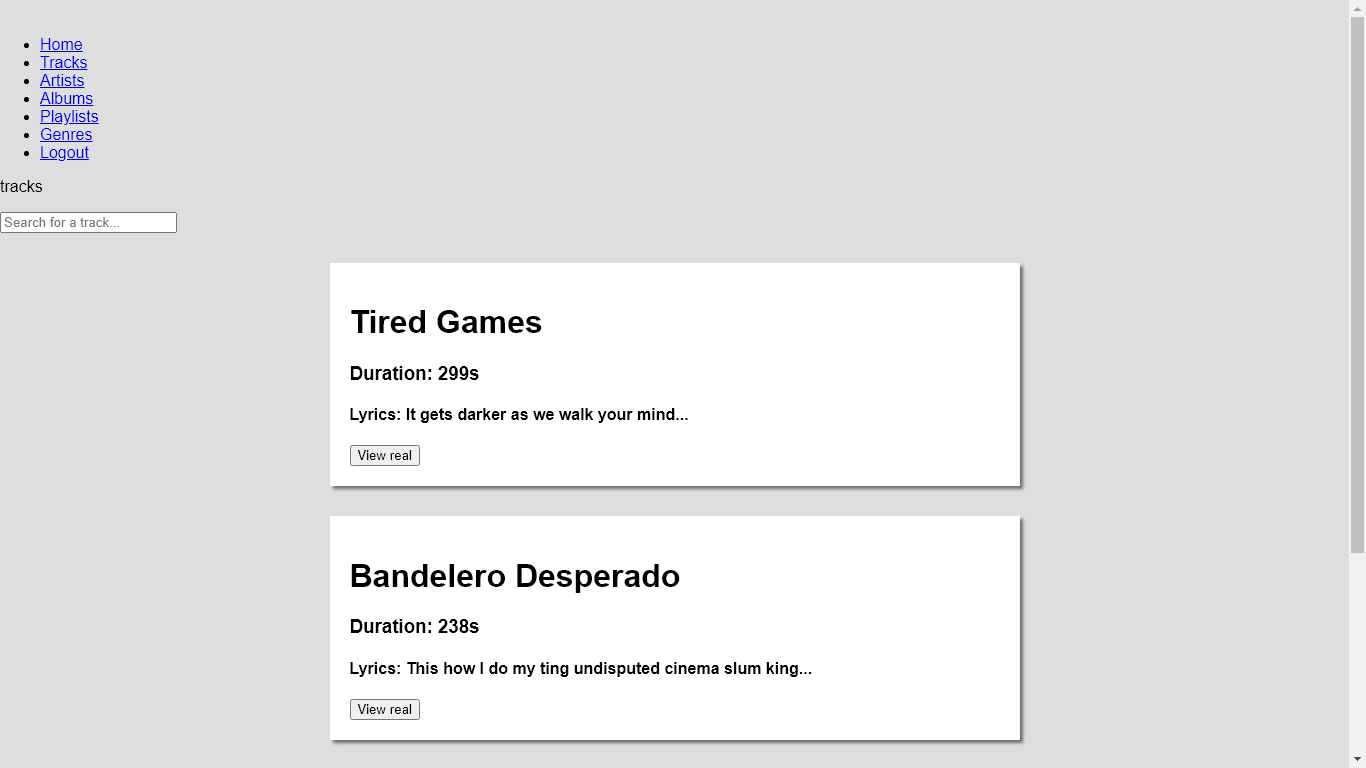 Home
Tracks
Artists
Albums
Playlists
Genres
Logout
tracks
Search for a track...
Tired Games
Duration: 299s
Lyrics: It gets darker as we walk your mind...
View real
Bandelero Desperado
Duration: 238s
Lyrics: This how I do my ting undisputed cinema slum king...
View real